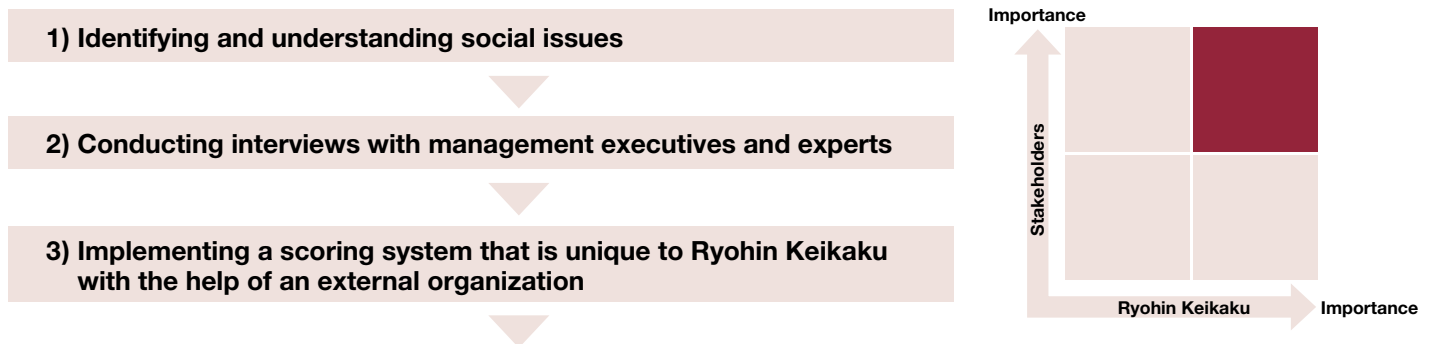 1) Identifying and understanding social issues
2) Conducting interviews with management executives and experts
3) Implementing a scoring system that is unique to Ryohin Keikaku
with the help of an external organization
Importance
Stakeholders
Ryohin Keikaku
Importance